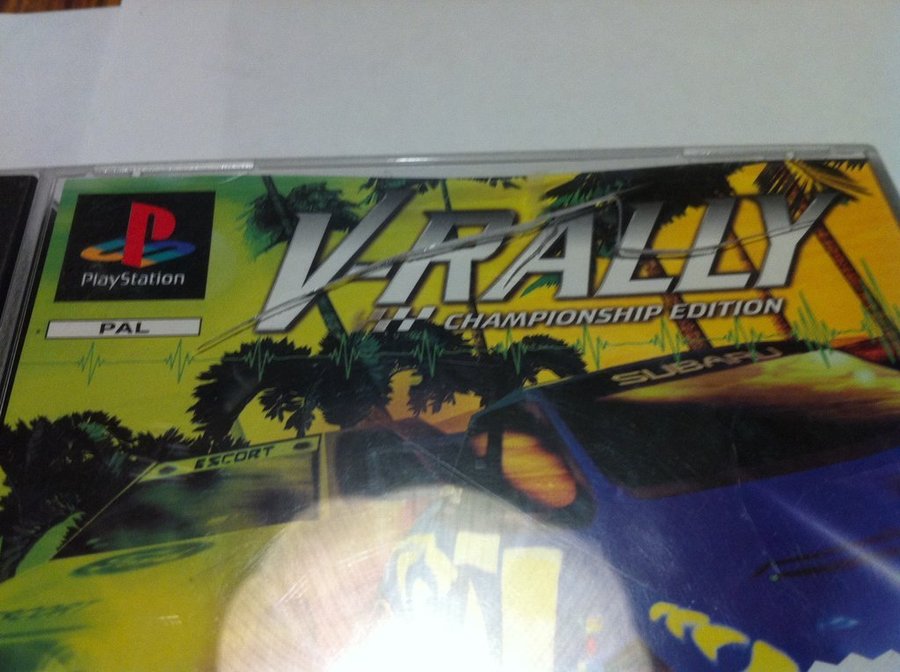 V-RALLY
PlayStation
CHAMPIONSHIP EDITION
PAL
SUBARU
ESCORT